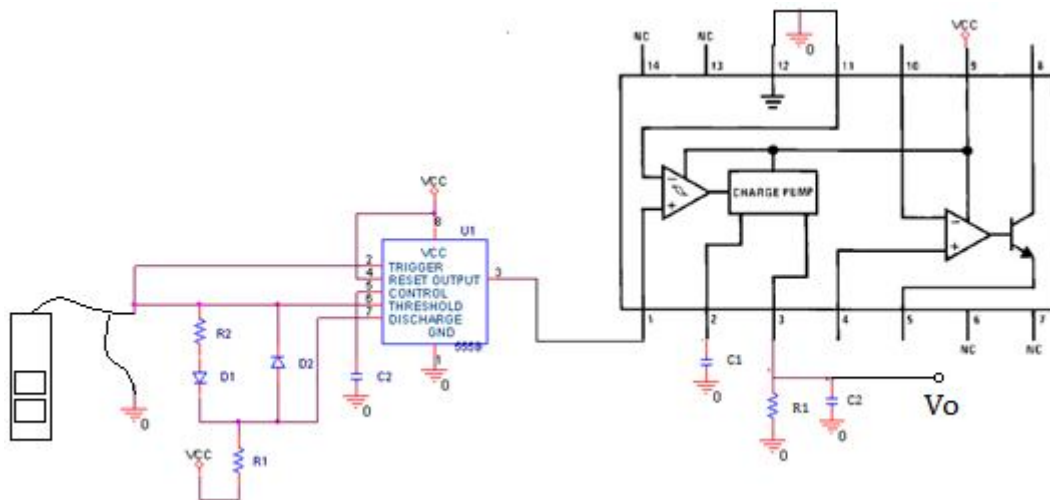 NC
NC
0
VCC
14
13
12
11
10
9
8
CHARGE PUMP
VCC
8
U1
VCC
2
TRIGGER
4
RESET OUTPUT
3
5
CONTROL
6
THRESHOLD
7
DISCHARGE
GND
1
0
R2
D1
D2
C2
0
0
VCC
R1
1
2
3
4
5
6
7
NC
NC
C1
0
R1
0
C2
0
Vo